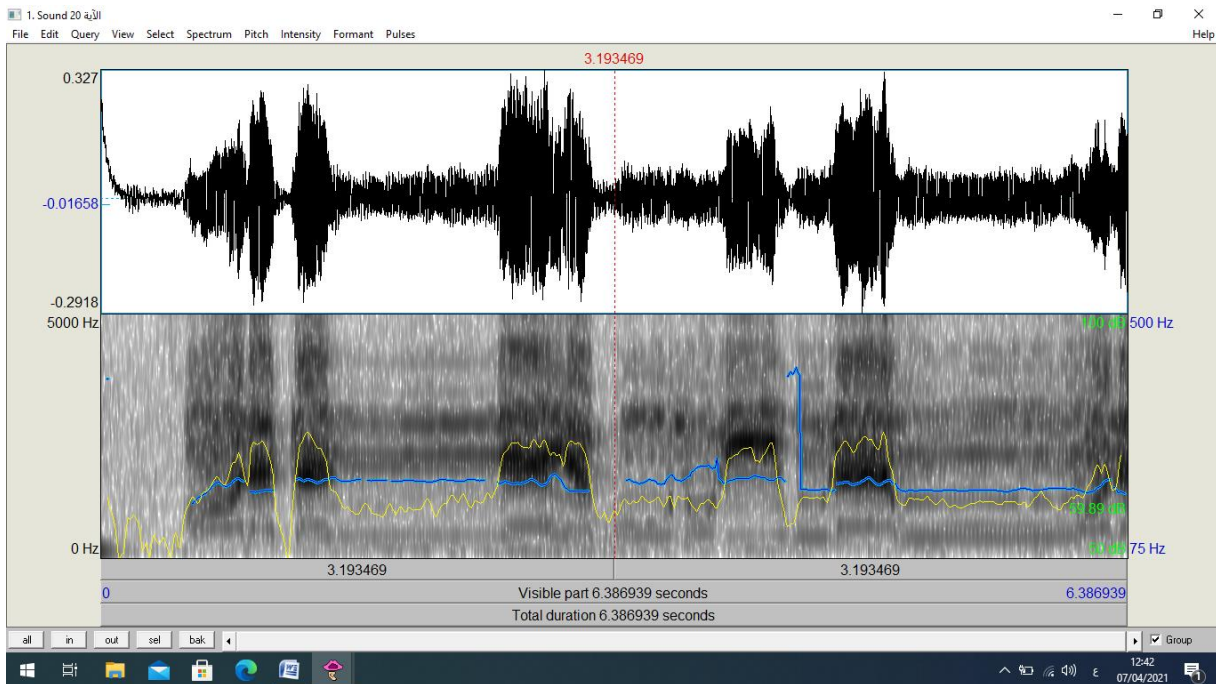 1. Sound 20 الآية
File Edit Query View Select Spectrum Pitch Intensity Formant Pulses Help
3.193469
0.327
-0.01658
-0.2918
5000 Hz 100 dB 500 Hz
59.89 dB
0 Hz 50 dB 75 Hz
3.193469 3.193469
0 Visible part 6.386939 seconds 6.386939
Total duration 6.386939 seconds
all in out sel bak Group
ع 12:42
07/04/2021